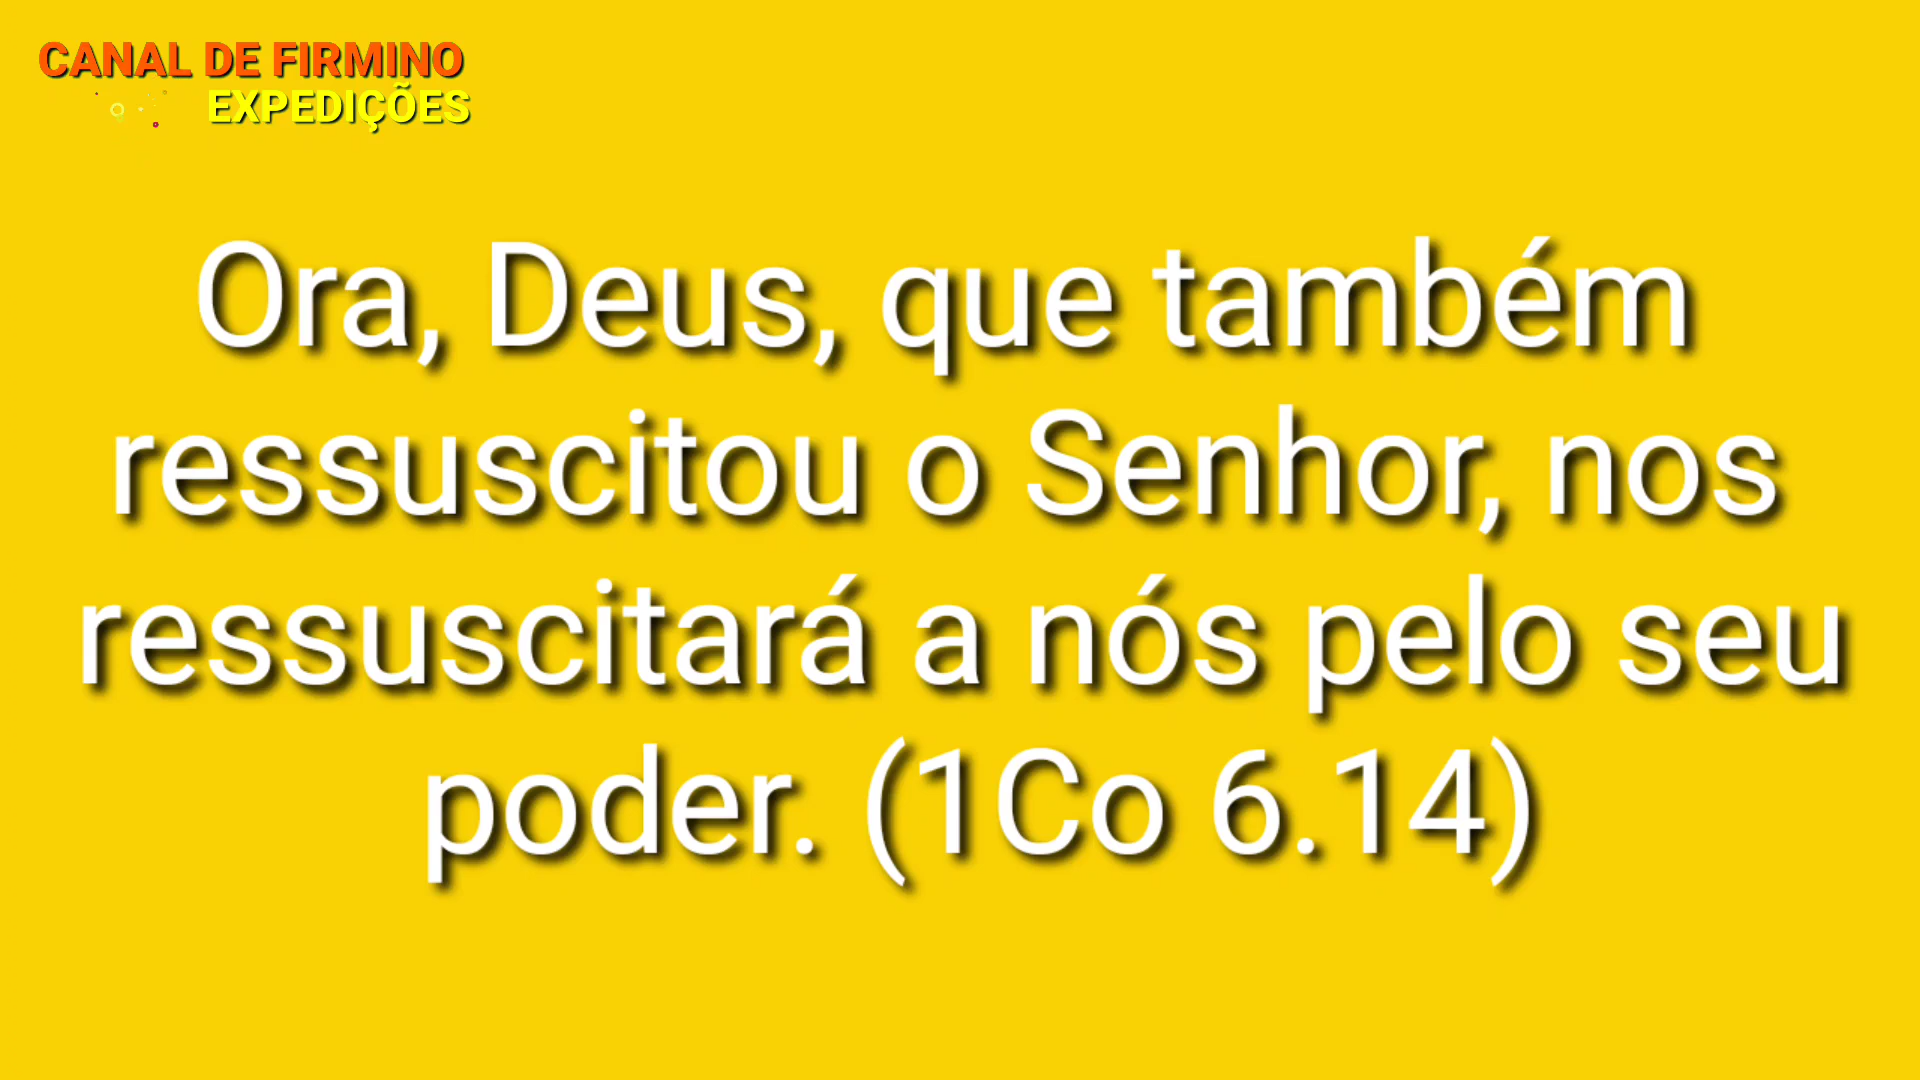 CANAL DE FIRMINO
EXPEDIÇÕES
Ora, Deus, que também
ressuscitou o Senhor, nos
ressuscitará a nós pelo seu
poder. (1Co 6.14)